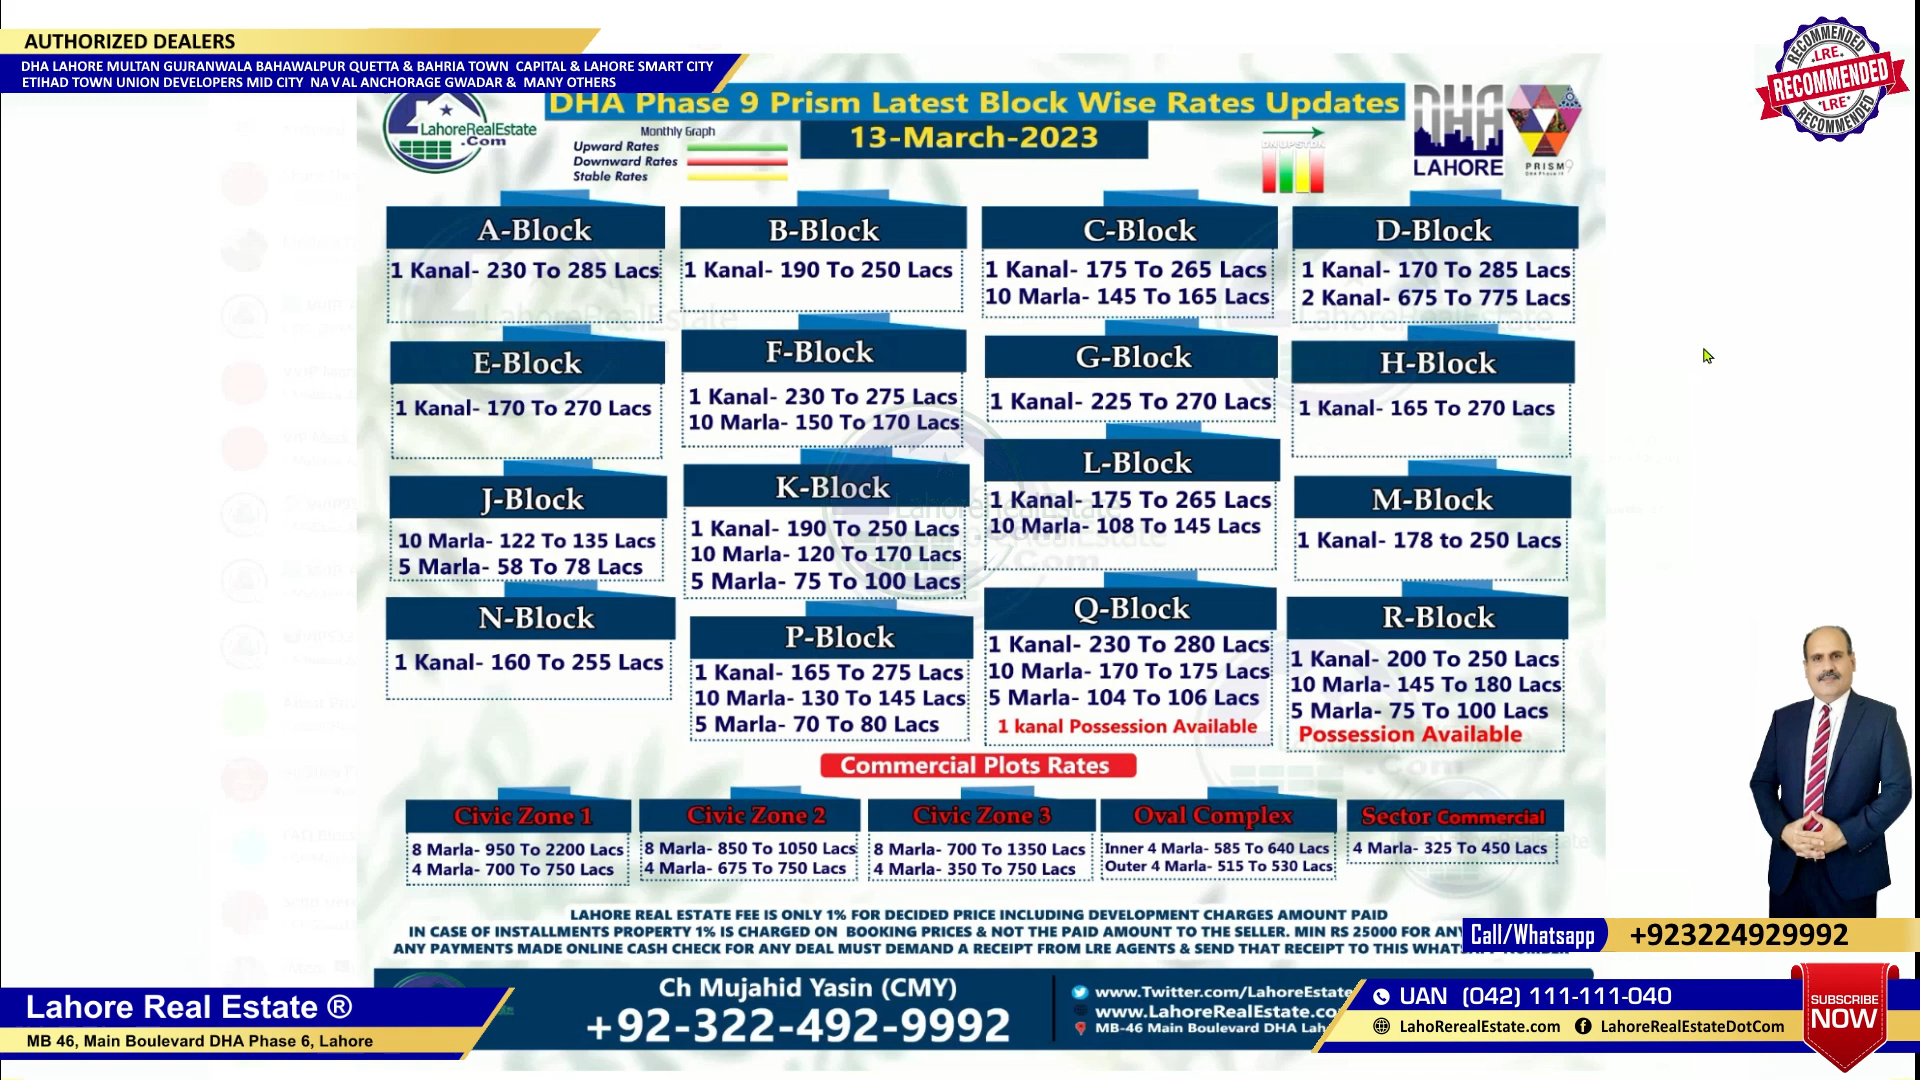 AUTHORIZED DEALERS
DHA LAHORE MULTAN GUJRANWALA BAHAWALPUR QUETTA & BAHRIA TOWN CAPITAL & LAHORE SMART CITY
ETIHAD TOWN UNION DEVELOPERS MID CITY NAVAL ANCHORAGE GWADAR & MANY OTHERS
RECOMMENDED
LRE
RECOMMENDED
LRE
RECOMMENDED
LahoreRealEstate
.Com
DHA Phase 9 Prism Latest Block Wise Rates Updates
13-March-2023
Monthly Graph
Upward Rates
Downward Rates
Stable Rates
DHA
LAHORE
PRISM 9
A-Block
1 Kanal- 230 To 285 Lacs
B-Block
1 Kanal- 190 To 250 Lacs
C-Block
1 Kanal- 175 To 265 Lacs
10 Marla- 145 To 165 Lacs
D-Block
1 Kanal- 170 To 285 Lacs
2 Kanal- 675 To 775 Lacs
E-Block
1 Kanal- 170 To 270 Lacs
F-Block
1 Kanal- 230 To 275 Lacs
10 Marla- 150 To 170 Lacs
G-Block
1 Kanal- 225 To 270 Lacs
H-Block
1 Kanal- 165 To 270 Lacs
J-Block
10 Marla- 122 To 135 Lacs
5 Marla- 58 To 78 Lacs
K-Block
1 Kanal- 190 To 250 Lacs
10 Marla- 120 To 170 Lacs
5 Marla- 75 To 100 Lacs
L-Block
1 Kanal- 175 To 265 Lacs
10 Marla- 108 To 145 Lacs
M-Block
1 Kanal- 178 to 250 Lacs
N-Block
1 Kanal- 160 To 255 Lacs
P-Block
1 Kanal- 165 To 275 Lacs
10 Marla- 130 To 145 Lacs
5 Marla- 70 To 80 Lacs
Q-Block
1 Kanal- 230 To 280 Lacs
10 Marla- 170 To 175 Lacs
5 Marla- 104 To 106 Lacs
1 kanal Possession Available
R-Block
1 Kanal- 200 To 250 Lacs
10 Marla- 145 To 180 Lacs
5 Marla- 75 To 100 Lacs
Possession Available
Commercial Plots Rates
Civic Zone 1
8 Marla- 950 To 2200 Lacs
4 Marla- 700 To 750 Lacs
Civic Zone 2
8 Marla- 850 To 1050 Lacs
4 Marla- 675 To 750 Lacs
Civic Zone 3
8 Marla- 700 To 1350 Lacs
4 Marla- 350 To 750 Lacs
Oval Complex
Inner 4 Marla- 585 To 640 Lacs
Outer 4 Marla- 515 To 530 Lacs
Sector Commercial
4 Marla- 325 To 450 Lacs
LAHORE REAL ESTATE FEE IS ONLY 1% FOR DECIDED PRICE INCLUDING DEVELOPMENT CHARGES AMOUNT PAID
IN CASE OF INSTALLMENTS PROPERTY 1% IS CHARGED ON BOOKING PRICES & NOT THE PAID AMOUNT TO THE SELLER. MIN RS 25000 FOR ANY
ANY PAYMENTS MADE ONLINE CASH CHECK FOR ANY DEAL MUST DEMAND A RECEIPT FROM LRE AGENTS & SEND THAT RECEIPT TO THIS
Call/Whatsapp
+923224929992
Ch Mujahid Yasin (CMY)
+92-322-492-9992
www.Twitter.com/LahoreEstate
www.LahoreRealEstate.co
MB-46 Main Boulevard DHA Lah
Lahore Real Estate ®
MB 46, Main Boulevard DHA Phase 6, Lahore
UAN (042) 111-111-040
LahoRerealEstate.com
LahoreRealEstateDotCom
SUBSCRIBE
NOW